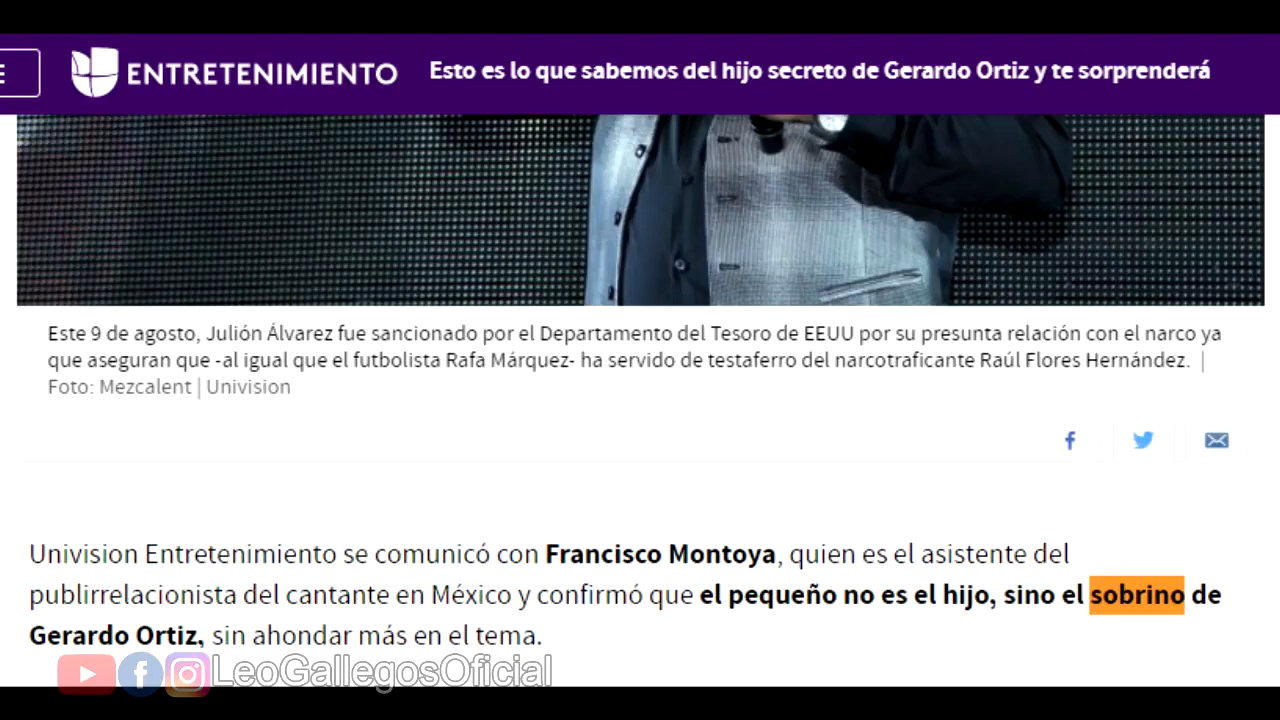 ENTRETENIMIENTO Esto es lo que sabemos del hijo secreto de Gerardo Ortiz y te sorprenderá
Este 9 de agosto, Julión Álvarez fue sancionado por el Departamento del Tesoro de EEUU por su presunta relación con el narco ya
que aseguran que -al igual que el futbolista Rafa Márquez- ha servido de testaferro del narcotraficante Raúl Flores Hernández. |
Foto: Mezcalent | Univision
Univision Entretenimiento se comunicó con Francisco Montoya, quien es el asistente del
publirrelacionista del cantante en México y confirmó que el pequeño no es el hijo, sino el sobrino de
Gerardo Ortiz, sin ahondar más en el tema.
LeoGallegosOficial